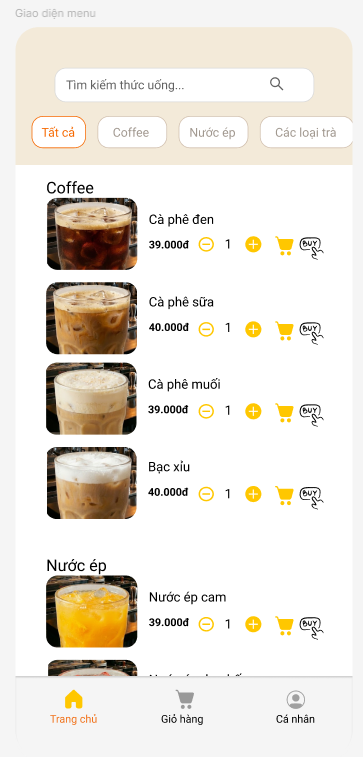 Giao diện menu
Tìm kiếm thức uống...
Tất cả
Coffee
Nước ép
Các loại trà
Coffee
Cà phê đen
39.000đ
1
BUY
Cà phê sữa
40.000đ
1
BUY
Cà phê muối
39.000đ
1
BUY
Bạc xỉu
40.000đ
1
BUY
Nước ép
Nước ép cam
39.000đ
1
BUY
Trang chủ
Giỏ hàng
Cá nhân